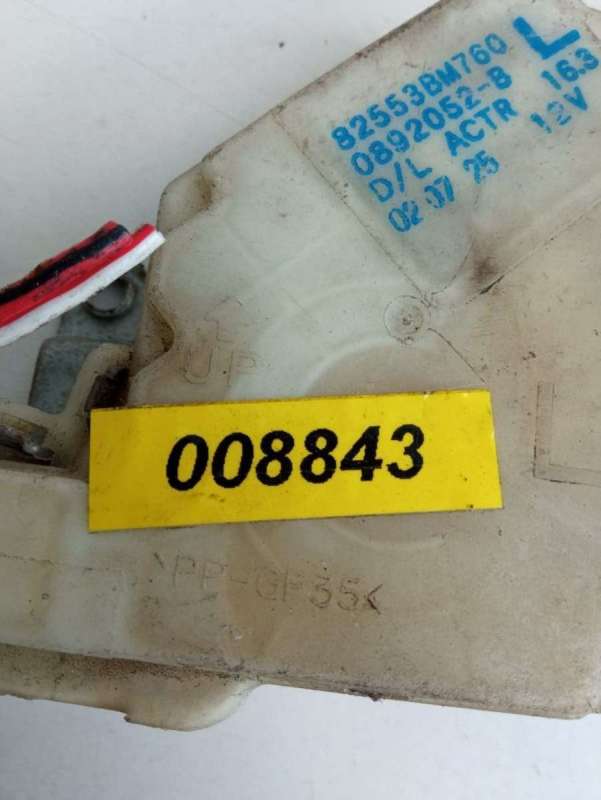 82553BM760 L
0892052-B 16.3
D/L ACTR 12V
02 07 25
UP
008843
>PP-GF35<